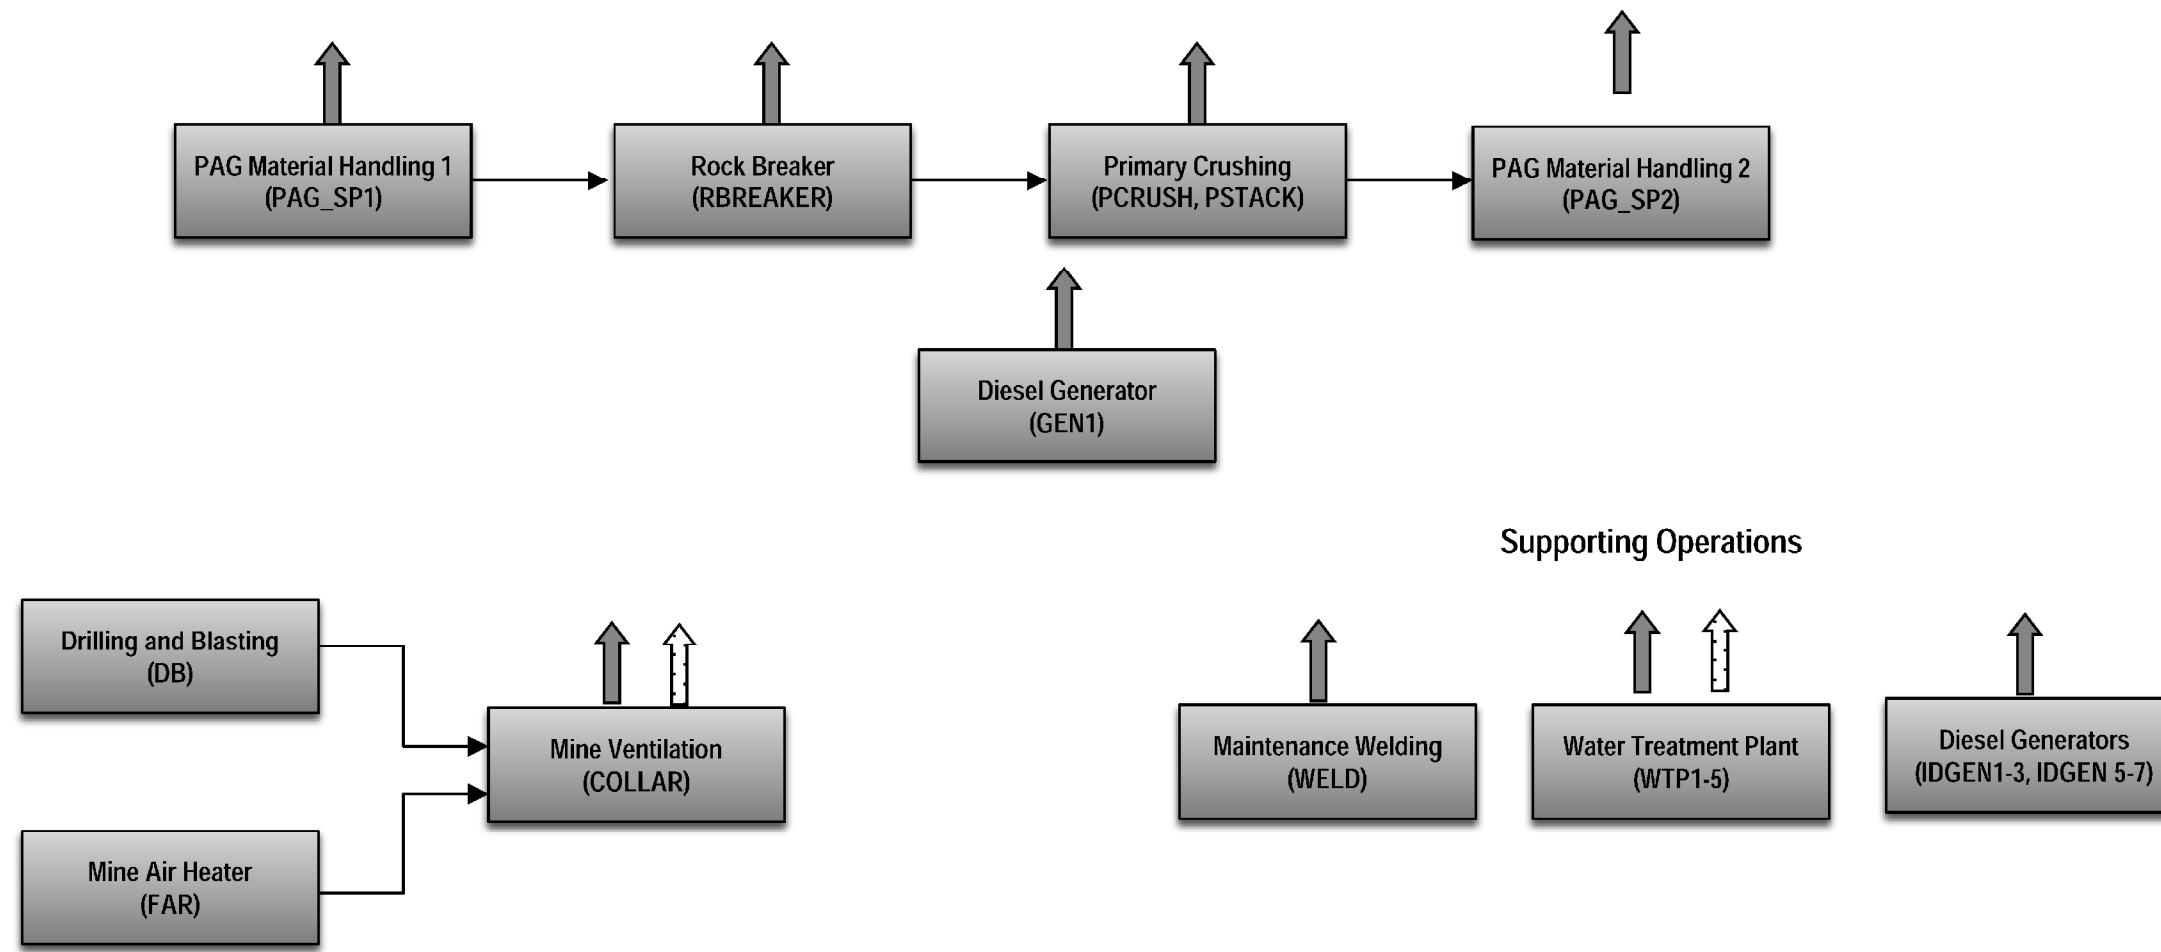 PAG Material Handling 1
(PAG_SP1)
Rock Breaker
(RBREAKER)
Primary Crushing
(PCRUSH, PSTACK)
PAG Material Handling 2
(PAG_SP2)
Diesel Generator
(GEN1)
Supporting Operations
Drilling and Blasting
(DB)
Mine Ventilation
(COLLAR)
Mine Air Heater
(FAR)
Maintenance Welding
(WELD)
Water Treatment Plant
(WTP1-5)
Diesel Generators
(IDGEN1-3, IDGEN 5-7)